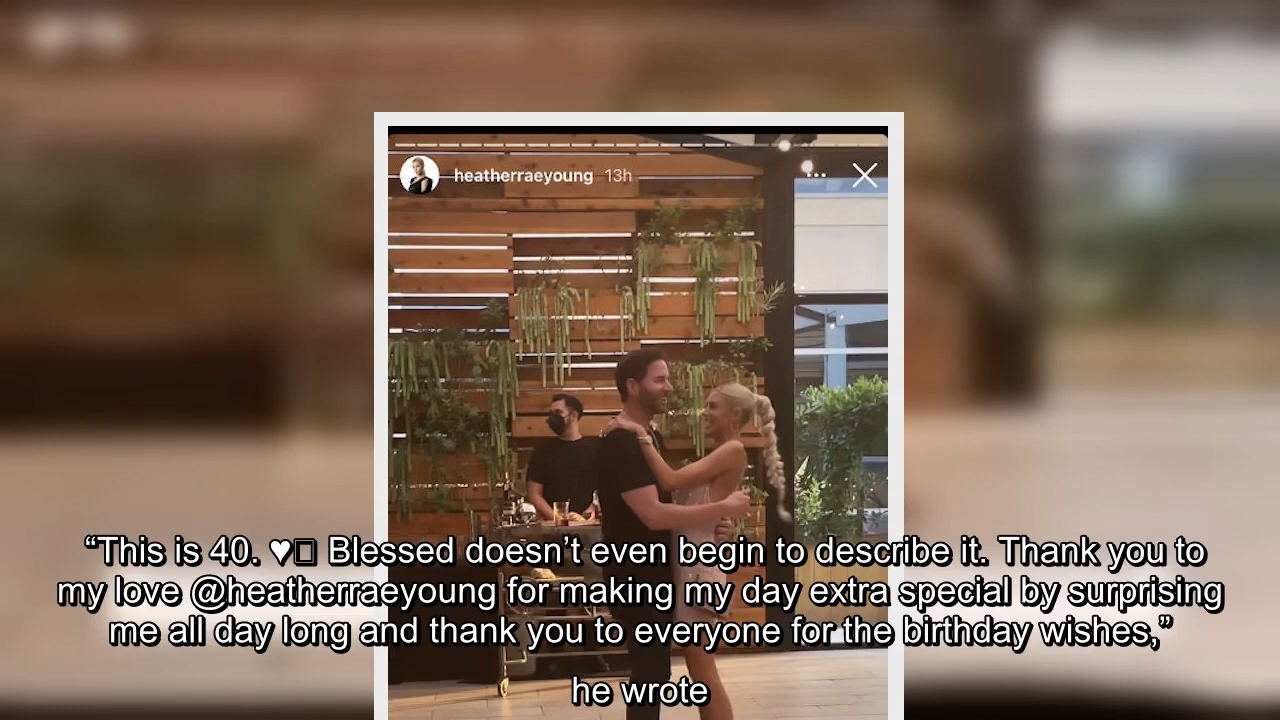 heatherraeyoung 13h
“This is 40. ♥□ Blessed doesn’t even begin to describe it. Thank you to
my love @heatherraeyoung for making my day extra special by surprising
me all day long and thank you to everyone for the birthday wishes,”
he wrote